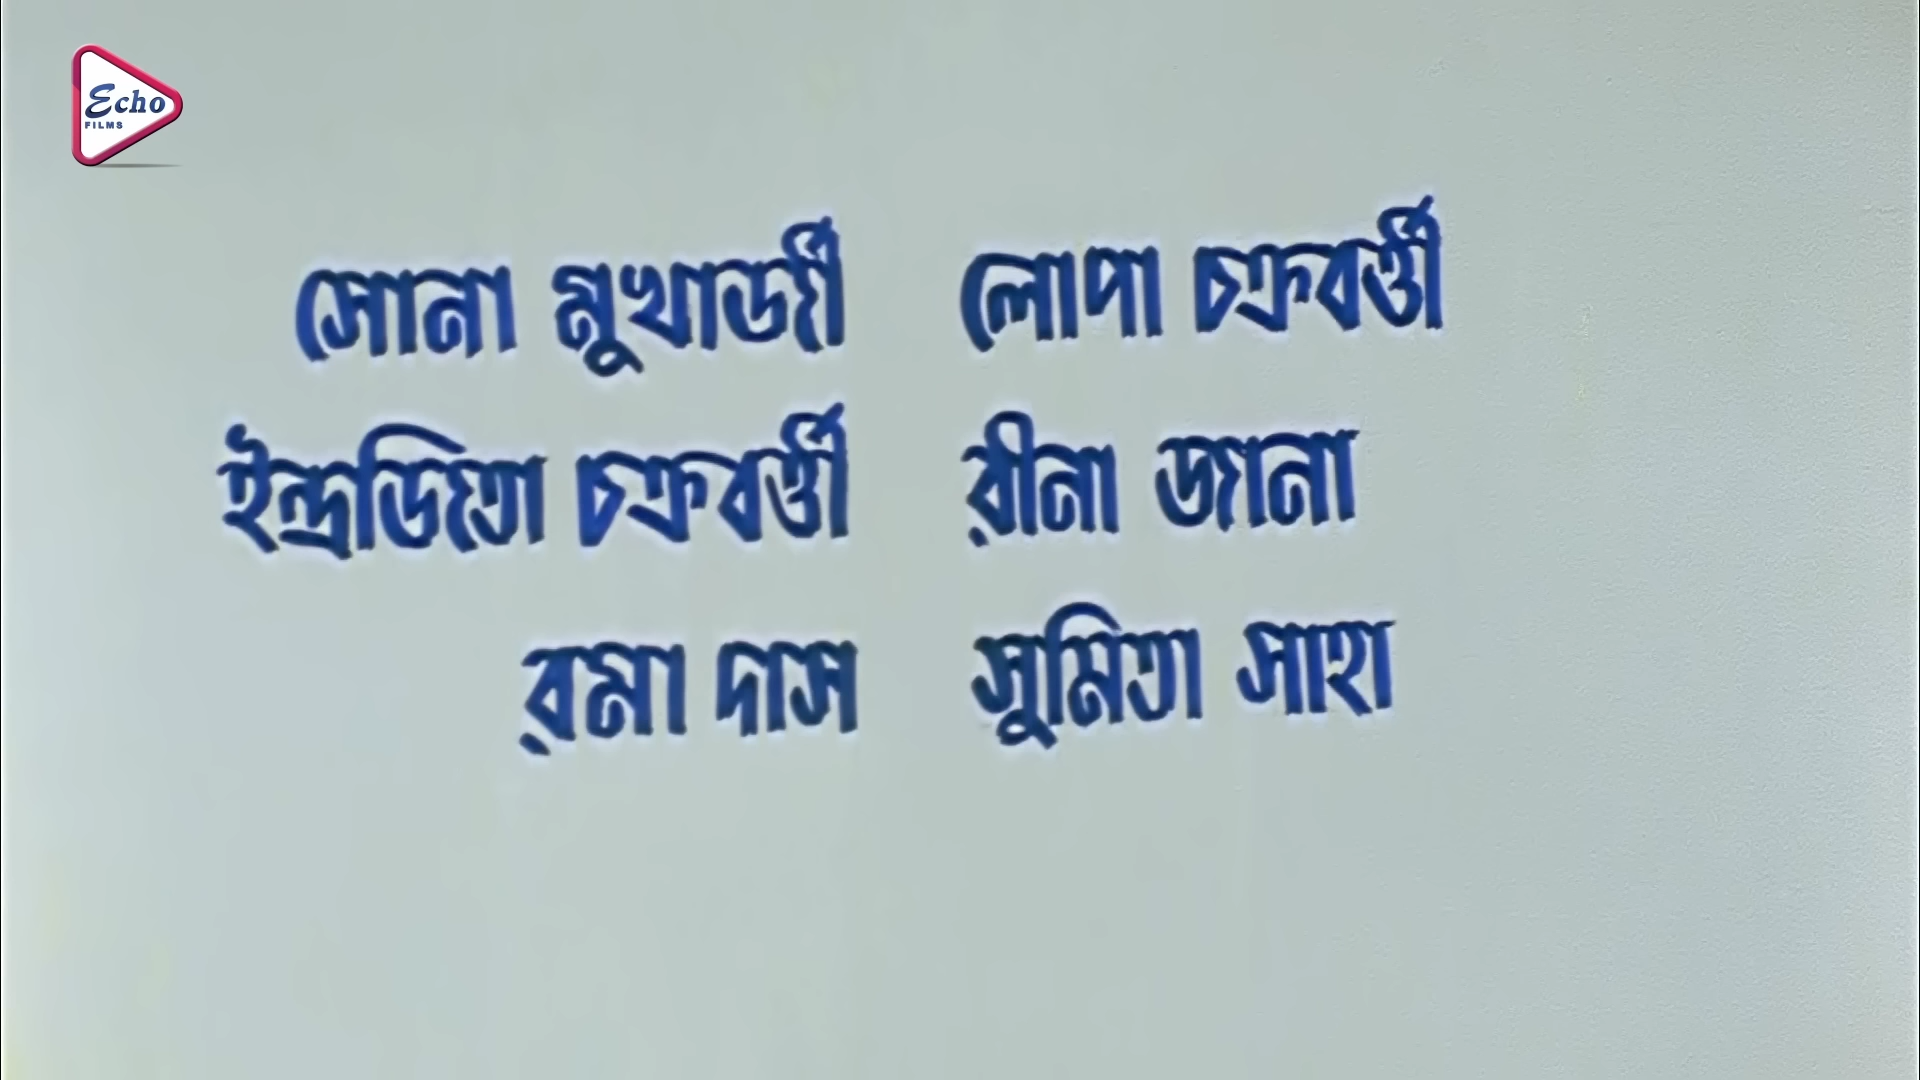 Echo
FILMS
সোনা মুখার্জী লোপা চক্রবর্ত্তী
ইন্দ্রজিতা চক্রবর্ত্তী রীনা জানা
রমা দাস সুমিতা সাহা